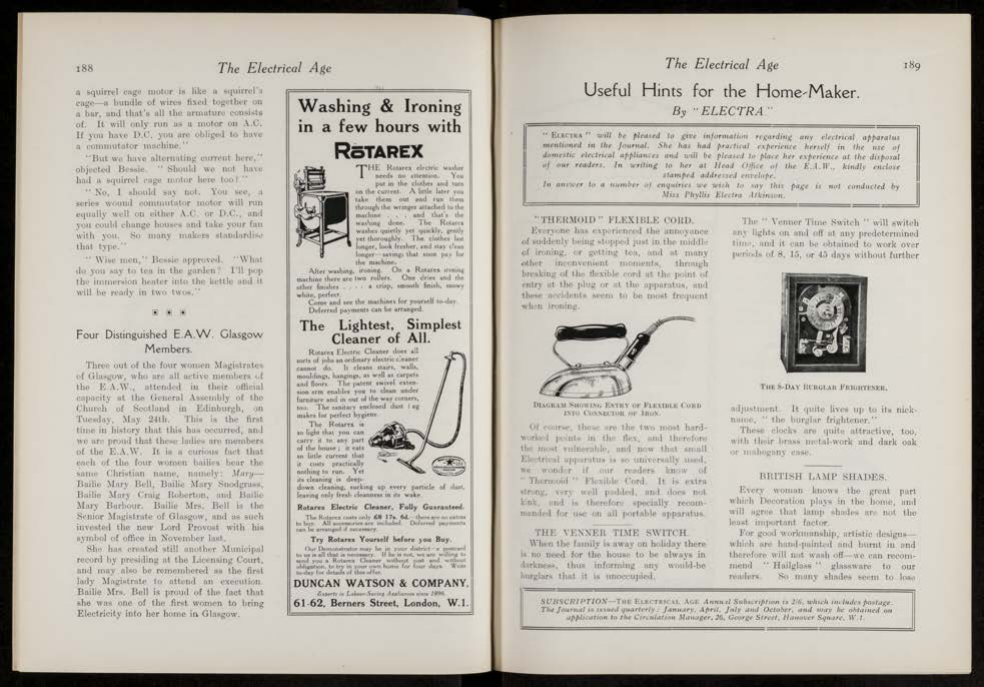 188
The Electrical Age
a squirrel cage motor is like a squirrel's
cage—a bundle of wires fixed together on
a bar, and that's all the armature consists
of. It will only run as a motor on A.C.
If you have D.C. you are obliged to have
a commutator machine."
"But we have alternating current here,"
objected Bessie. "Should we not have
had a squirrel cage motor here too?"
"No, I should say not. You see, a
series wound commutator motor will run
equally well on either A.C. or D.C., and
you could change houses and take your fan
with you. So many makers standardise
that type."
"Wise men," Bessie approved. "What
do you say to tea in the garden? I'll pop
the immersion heater into the kettle and it
will be ready in two twos."
Four Distinguished E.A.W. Glasgow
Members.
Three out of the four women Magistrates
of Glasgow, who are all active members of
the E.A.W., attended in their official
capacity at the General Assembly of the
Church of Scotland in Edinburgh, on
Tuesday, May 24th. This is the first
time in history that this has occurred, and
we are proud that these ladies are members
of the E.A.W. It is a curious fact that
each of the four women bailies bear the
same Christian name, namely: Mary—
Bailie Mary Bell, Bailie Mary Snodgrass,
Bailie Mary Craig Roberton, and Bailie
Mary Barbour. Bailie Mrs. Bell is the
Senior Magistrate of Glasgow, and as such
invested the new Lord Provost with his
symbol of office in November last.
She has created still another Municipal
record by presiding at the Licensing Court,
and may also be remembered as the first
lady Magistrate to attend an execution.
Bailie Mrs. Bell is proud of the fact that
she was one of the first women to bring
Electricity into her home in Glasgow.
Washing & Ironing
in a few hours with
ROTAREX
THE Rotarex electric washer
needs no attention. You
put in the clothes and turn
on the current. A little later you
take them out and run them
through the wringer attached to the
machine . . . and that's the
washing done. The Rotarex
washes quietly yet quickly, gently
yet thoroughly. The clothes last
longer, look fresher, and stay clean
longer—savings that soon pay for
the machine.
After washing, ironing. On a Rotarex ironing
machine there are two rollers. One dries and the
other finishes . . . . a crisp, smooth finish, snowy
white, perfect.
Come and see the machines for yourself to-day.
Deferred payments can be arranged.
The Lightest, Simplest
Cleaner of All.
Rotarex Electric Cleaner does all
sorts of jobs an ordinary electric cleaner
cannot do. It cleans stairs, walls,
mouldings, hangings, as well as carpets
and floors. The patent swivel exten-
sion arm enables you to clean under
furniture and in out of the way corners,
too. The sanitary enclosed dust bag
makes for perfect hygiene.
The Rotarex is
so light that you can
carry it to any part
of the house; it eats
so little current that
it costs practically
nothing to run. Yet
its cleaning is deep-
down cleaning, sucking up every particle of dust,
leaving only fresh cleanness in its wake.
Rotarex Electric Cleaner, Fully Guaranteed.
The Rotarex costs only £8 17s. 6d.—there are no extras
to buy. All accessories are included. Deferred payments
can be arranged if necessary.
Try Rotarex Yourself before you Buy.
Our Demonstrator may be in your district—a postcard
to us is all that is necessary. If he is not, we are willing to
send you a Rotarex Cleaner without cost and without
obligation, to try in your own home for four days. Write
to-day for details of this offer.
DUNCAN WATSON & COMPANY,
Experts in Labour-Saving Appliances since 1896.
61-62, Berners Street, London, W.1.
The Electrical Age
189
Useful Hints for the Home-Maker.
By "ELECTRA"
"ELECTRA" will be pleased to give information regarding any electrical apparatus
mentioned in the Journal. She has had practical experience herself in the use of
domestic electrical appliances and will be pleased to place her experience at the disposal
of our readers. In writing to her at Head Office of the E.A.W., kindly enclose
stamped addressed envelope.
In answer to a number of enquiries we wish to say this page is not conducted by
Miss Phyllis Electra Atkinson.
"THERMOID" FLEXIBLE CORD.
Everyone has experienced the annoyance
of suddenly being stopped just in the middle
of ironing, or getting tea, and at many
other inconvenient moments, through
breaking of the flexible cord at the point of
entry at the plug or at the apparatus, and
these accidents seem to be most frequent
when ironing.
DIAGRAM SHOWING ENTRY OF FLEXIBLE CORD
INTO CONNECTOR OF IRON.
Of course, these are the two most hard-
worked points in the flex, and therefore
the most vulnerable, and now that small
Electrical apparatus is so universally used,
we wonder if our readers know of
"Thermoid" Flexible Cord. It is extra
strong, very well padded, and does not
kink, and is therefore specially recom-
mended for use on all portable apparatus.
THE VENNER TIME SWITCH.
When the family is away on holiday there
is no need for the house to be always in
darkness, thus informing any would-be
burglars that it is unoccupied.
The "Venner Time Switch" will switch
any lights on and off at any predetermined
time, and it can be obtained to work over
periods of 8, 15, or 45 days without further
THE 8-DAY BURGLAR FRIGHTENER.
adjustment. It quite lives up to its nick-
name, "the burglar frightener."
These clocks are quite attractive, too,
with their brass metal-work and dark oak
or mahogany case.
BRITISH LAMP SHADES.
Every woman knows the great part
which Decoration plays in the home, and
will agree that lamp shades are not the
least important factor.
For good workmanship, artistic designs—
which are hand-painted and burnt in and
therefore will not wash off—we can recom-
mend "Hailglass" glassware to our
readers. So many shades seem to lose
SUBSCRIPTION—THE ELECTRICAL AGE Annual Subscription is 2/6, which includes postage.
The Journal is issued quarterly; January, April, July and October, and may be obtained on
application to the Circulation Manager, 26, George Street, Hanover Square, W.1.